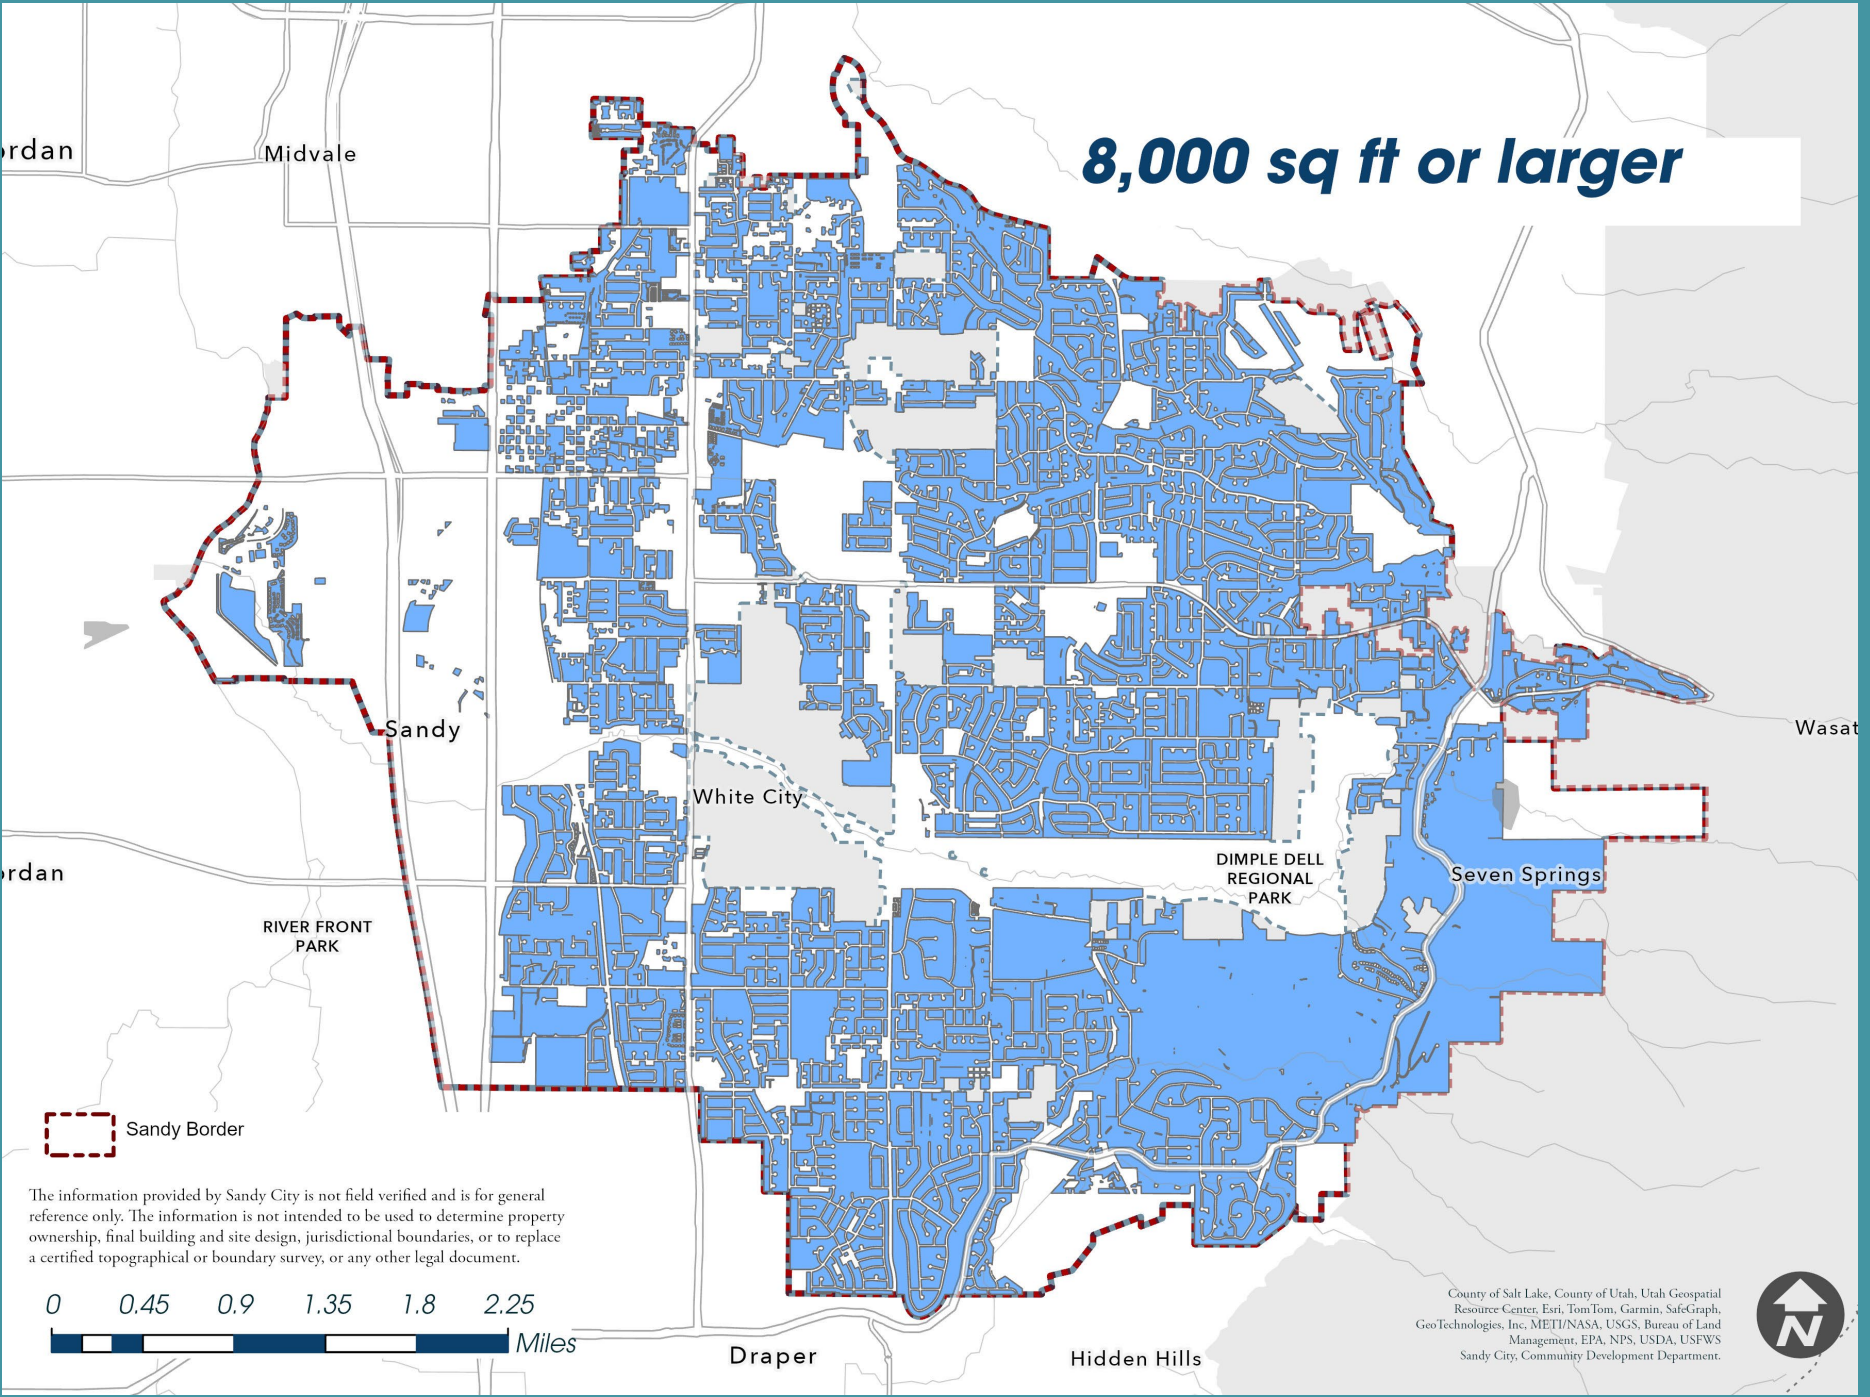 8,000 sq ft or larger
ordan
Midvale
Sandy
White City
Wasat
DIMPLE DELL
REGIONAL
PARK
Seven Springs
rdan
RIVER FRONT
PARK
Sandy Border
The information provided by Sandy City is not field verified and is for general
reference only. The information is not intended to be used to determine property
ownership, final building and site design, jurisdictional boundaries, or to replace
a certified topographical or boundary survey, or any other legal document.
0 0.45 0.9 1.35 1.8 2.25
Miles
Draper
Hidden Hills
County of Salt Lake, County of Utah, Utah Geospatial
Resource Center, Esri, TomTom, Garmin, SafeGraph,
GeoTechnologies, Inc, METI/NASA, USGS, Bureau of Land
Management, EPA, NPS, USDA, USFWS
Sandy City, Community Development Department.
N